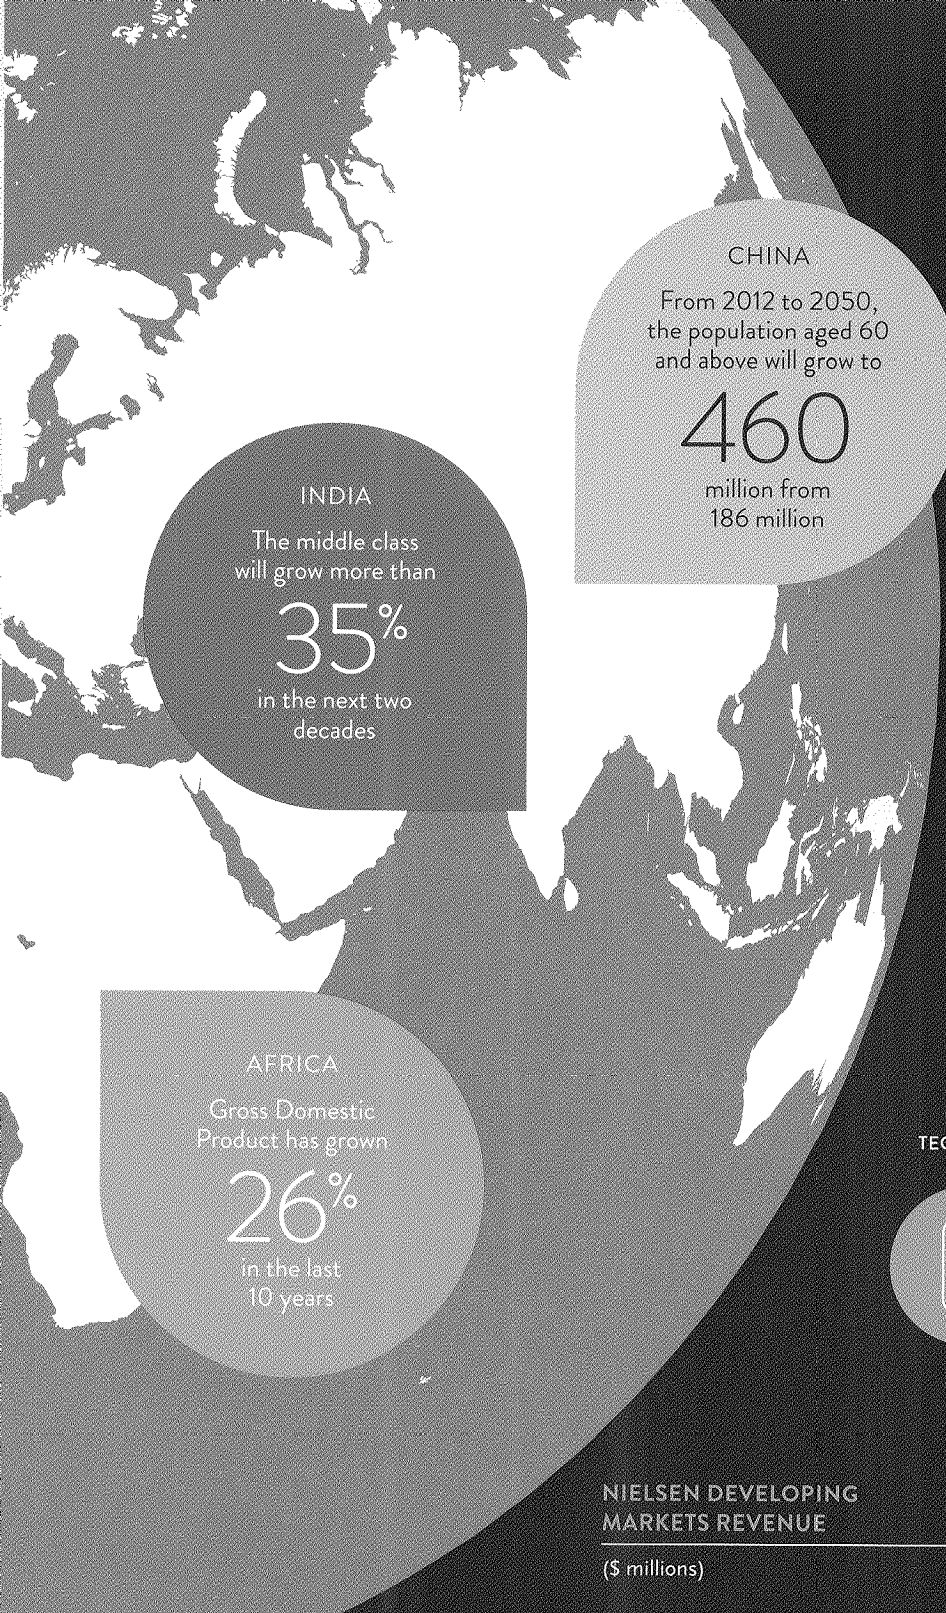 CHINA
From 2012 to 2050,
the population aged 60
and above will grow to
460
million from
186 million
INDIA
The middle class
will grow more than
35%
in the next two
decades
AFRICA
Gross Domestic
Product has grown
26%
in the last
10 years
TEC
NIELSEN DEVELOPING
MARKETS REVENUE
($ millions)